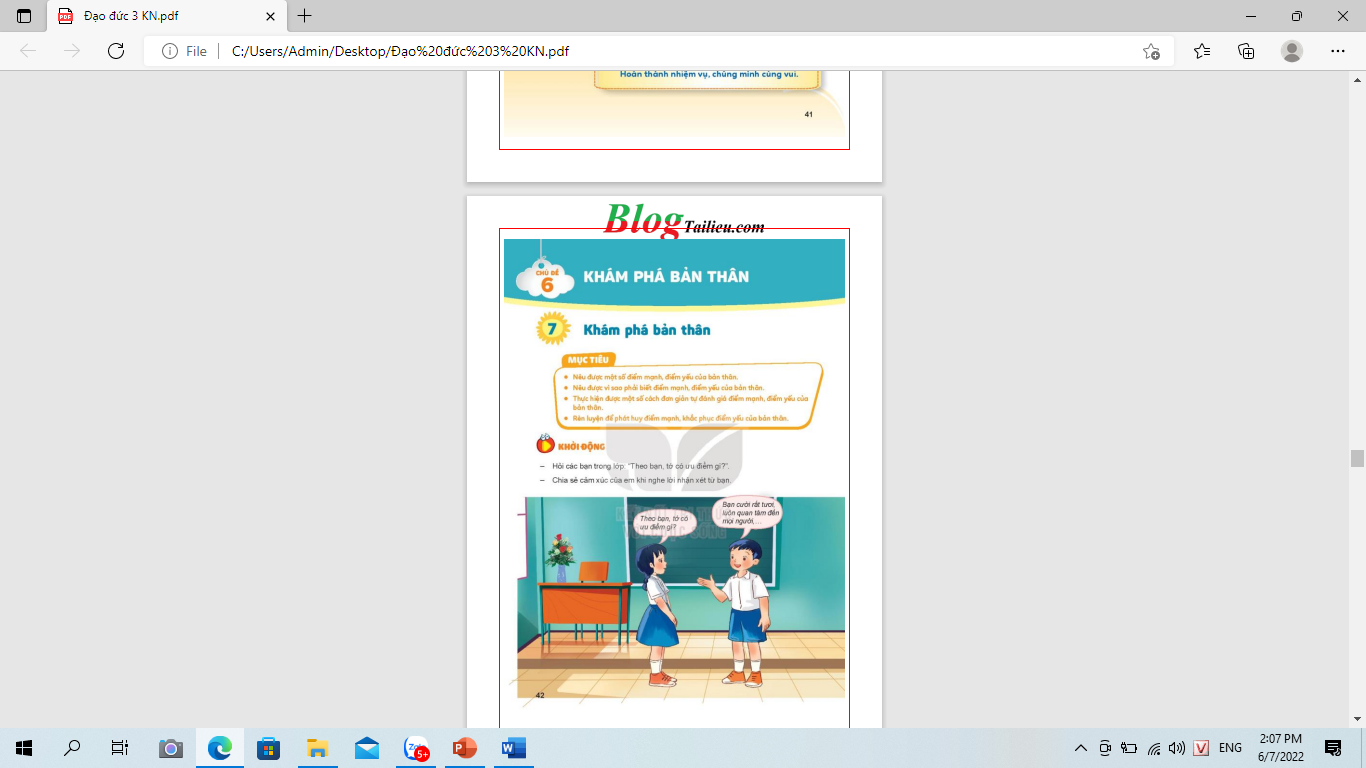 Đạo đức 3 KN.pdf
File
C:/Users/Admin/Desktop/Đạo%20đức%203%20KN.pdf
Hoàn thành nhiệm vụ, chúng mình cùng vui.
41
BlogTailieu.com
CHỦ ĐỀ
6
KHÁM PHÁ BẢN THÂN
7
Khám phá bản thân
MỤC TIÊU
Nêu được một số điểm mạnh, điểm yếu của bản thân.
Nêu được vì sao phải biết điểm mạnh, điểm yếu của bản thân.
Thực hiện được một số cách đơn giản tự đánh giá điểm mạnh, điểm yếu của
bản thân.
Rèn luyện để phát huy điểm mạnh, khắc phục điểm yếu của bản thân.
KHỞI ĐỘNG
– Hỏi các bạn trong lớp: "Theo bạn, tớ có ưu điểm gì?".
– Chia sẻ cảm xúc của em khi nghe lời nhận xét từ bạn.
Theo bạn, tớ có
ưu điểm gì?
Bạn cười rất tươi,
luôn quan tâm đến
mọi người,...
42
5+
ENG
2:07 PM
6/7/2022